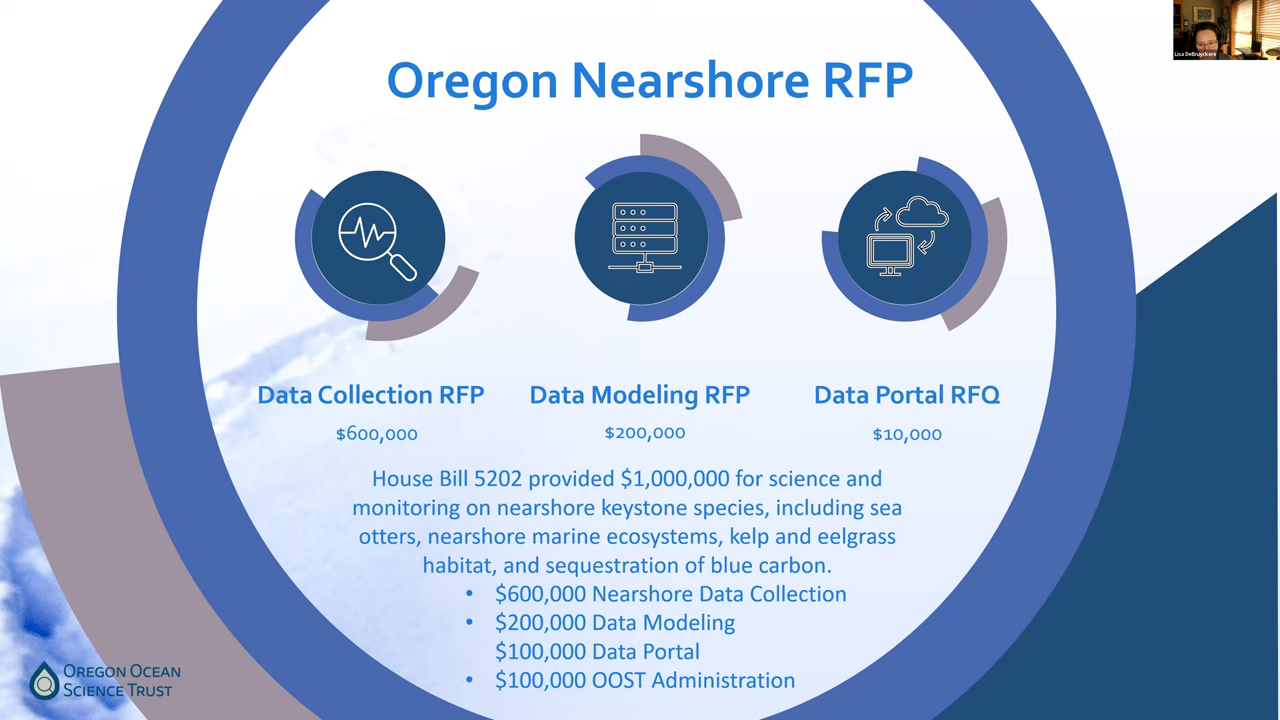 Lisa DeBruyckere
Oregon Nearshore RFP
Data Collection RFP
$600,000
Data Modeling RFP
$200,000
Data Portal RFQ
$10,000
House Bill 5202 provided $1,000,000 for science and
monitoring on nearshore keystone species, including sea
otters, nearshore marine ecosystems, kelp and eelgrass
habitat, and sequestration of blue carbon.
• $600,000 Nearshore Data Collection
• $200,000 Data Modeling
$100,000 Data Portal
• $100,000 OOST Administration
OREGON OCEAN
SCIENCE TRUST